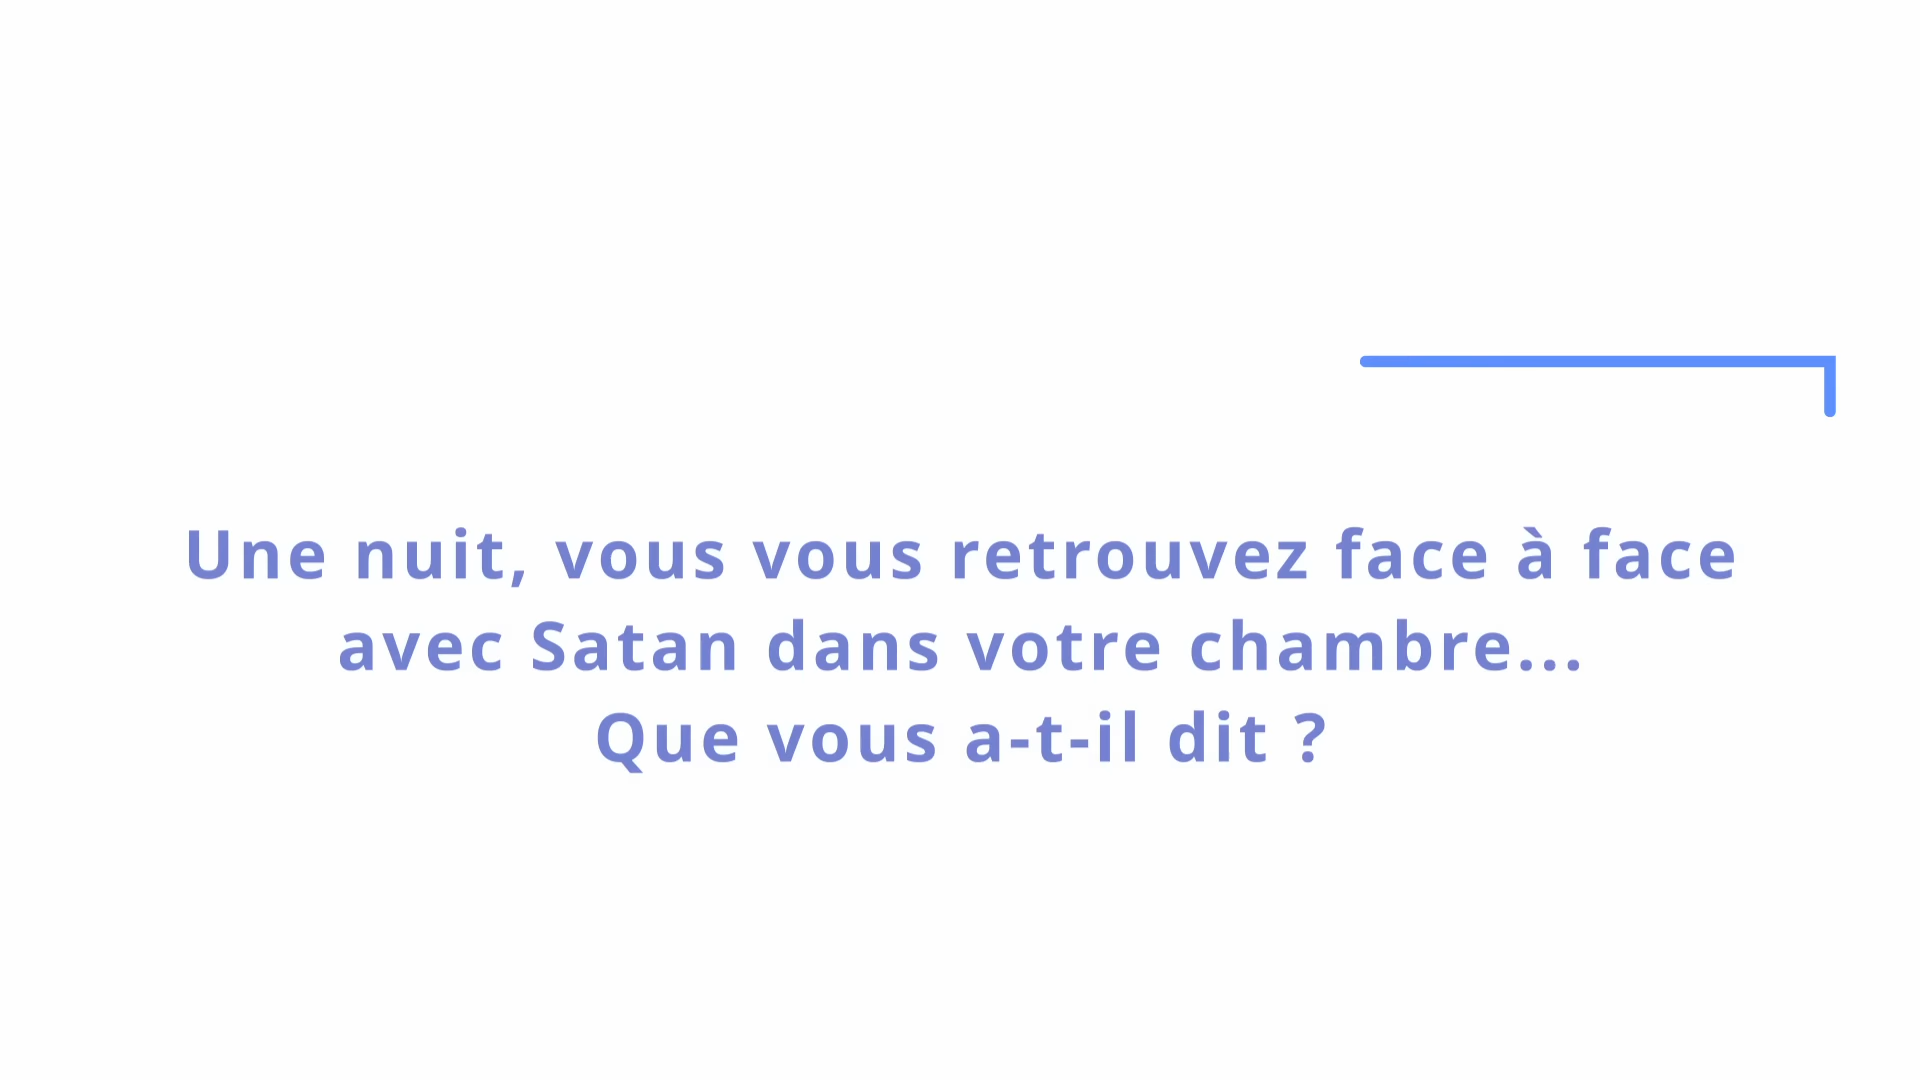 Une nuit, vous vous retrouvez face à face
avec Satan dans votre chambre...
Que vous a-t-il dit ?